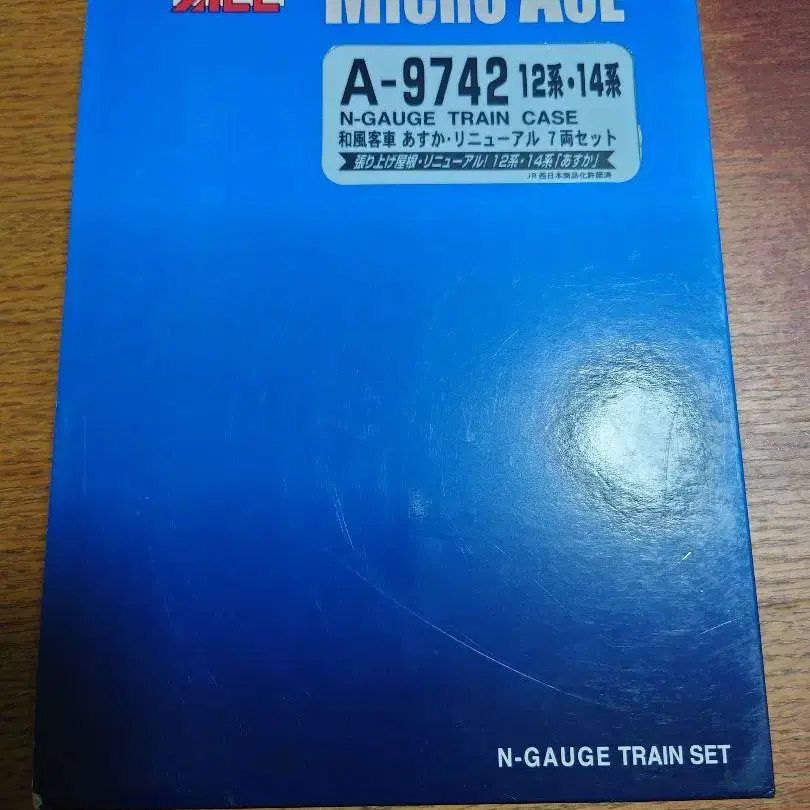 Micro Ace
A-9742 12系・14系
N-GAUGE TRAIN CASE
和風客車 あすか・リニューアル 7両セット
張り上げ屋根・リニューアル! 12系・14系「あすか」
JR西日本商品化許諾済
N-GAUGE TRAIN SET